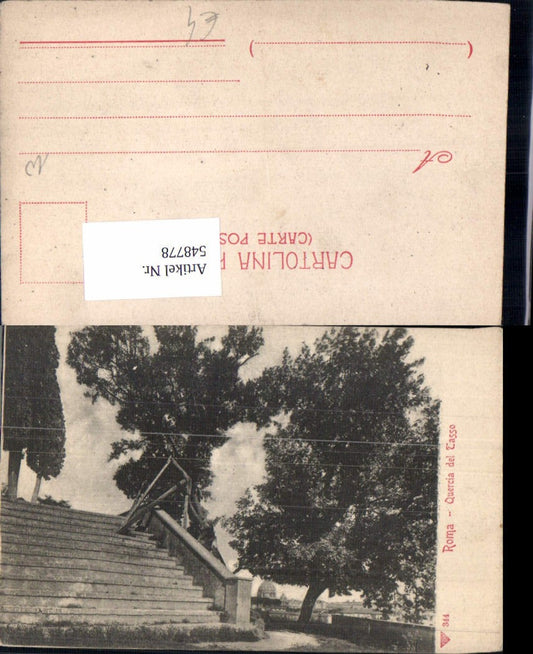 CARTOLINA P
(CARTE POS
A
Artikel Nr.
548778
Roma - Quercia del Tasso
344